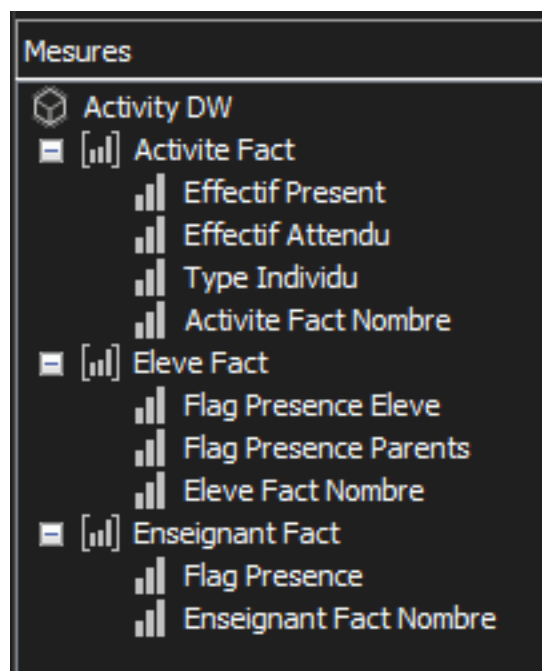 Mesures
Activity DW
Activite Fact
Effectif Present
Effectif Attendu
Type Individu
Activite Fact Nombre
Eleve Fact
Flag Presence Eleve
Flag Presence Parents
Eleve Fact Nombre
Enseignant Fact
Flag Presence
Enseignant Fact Nombre